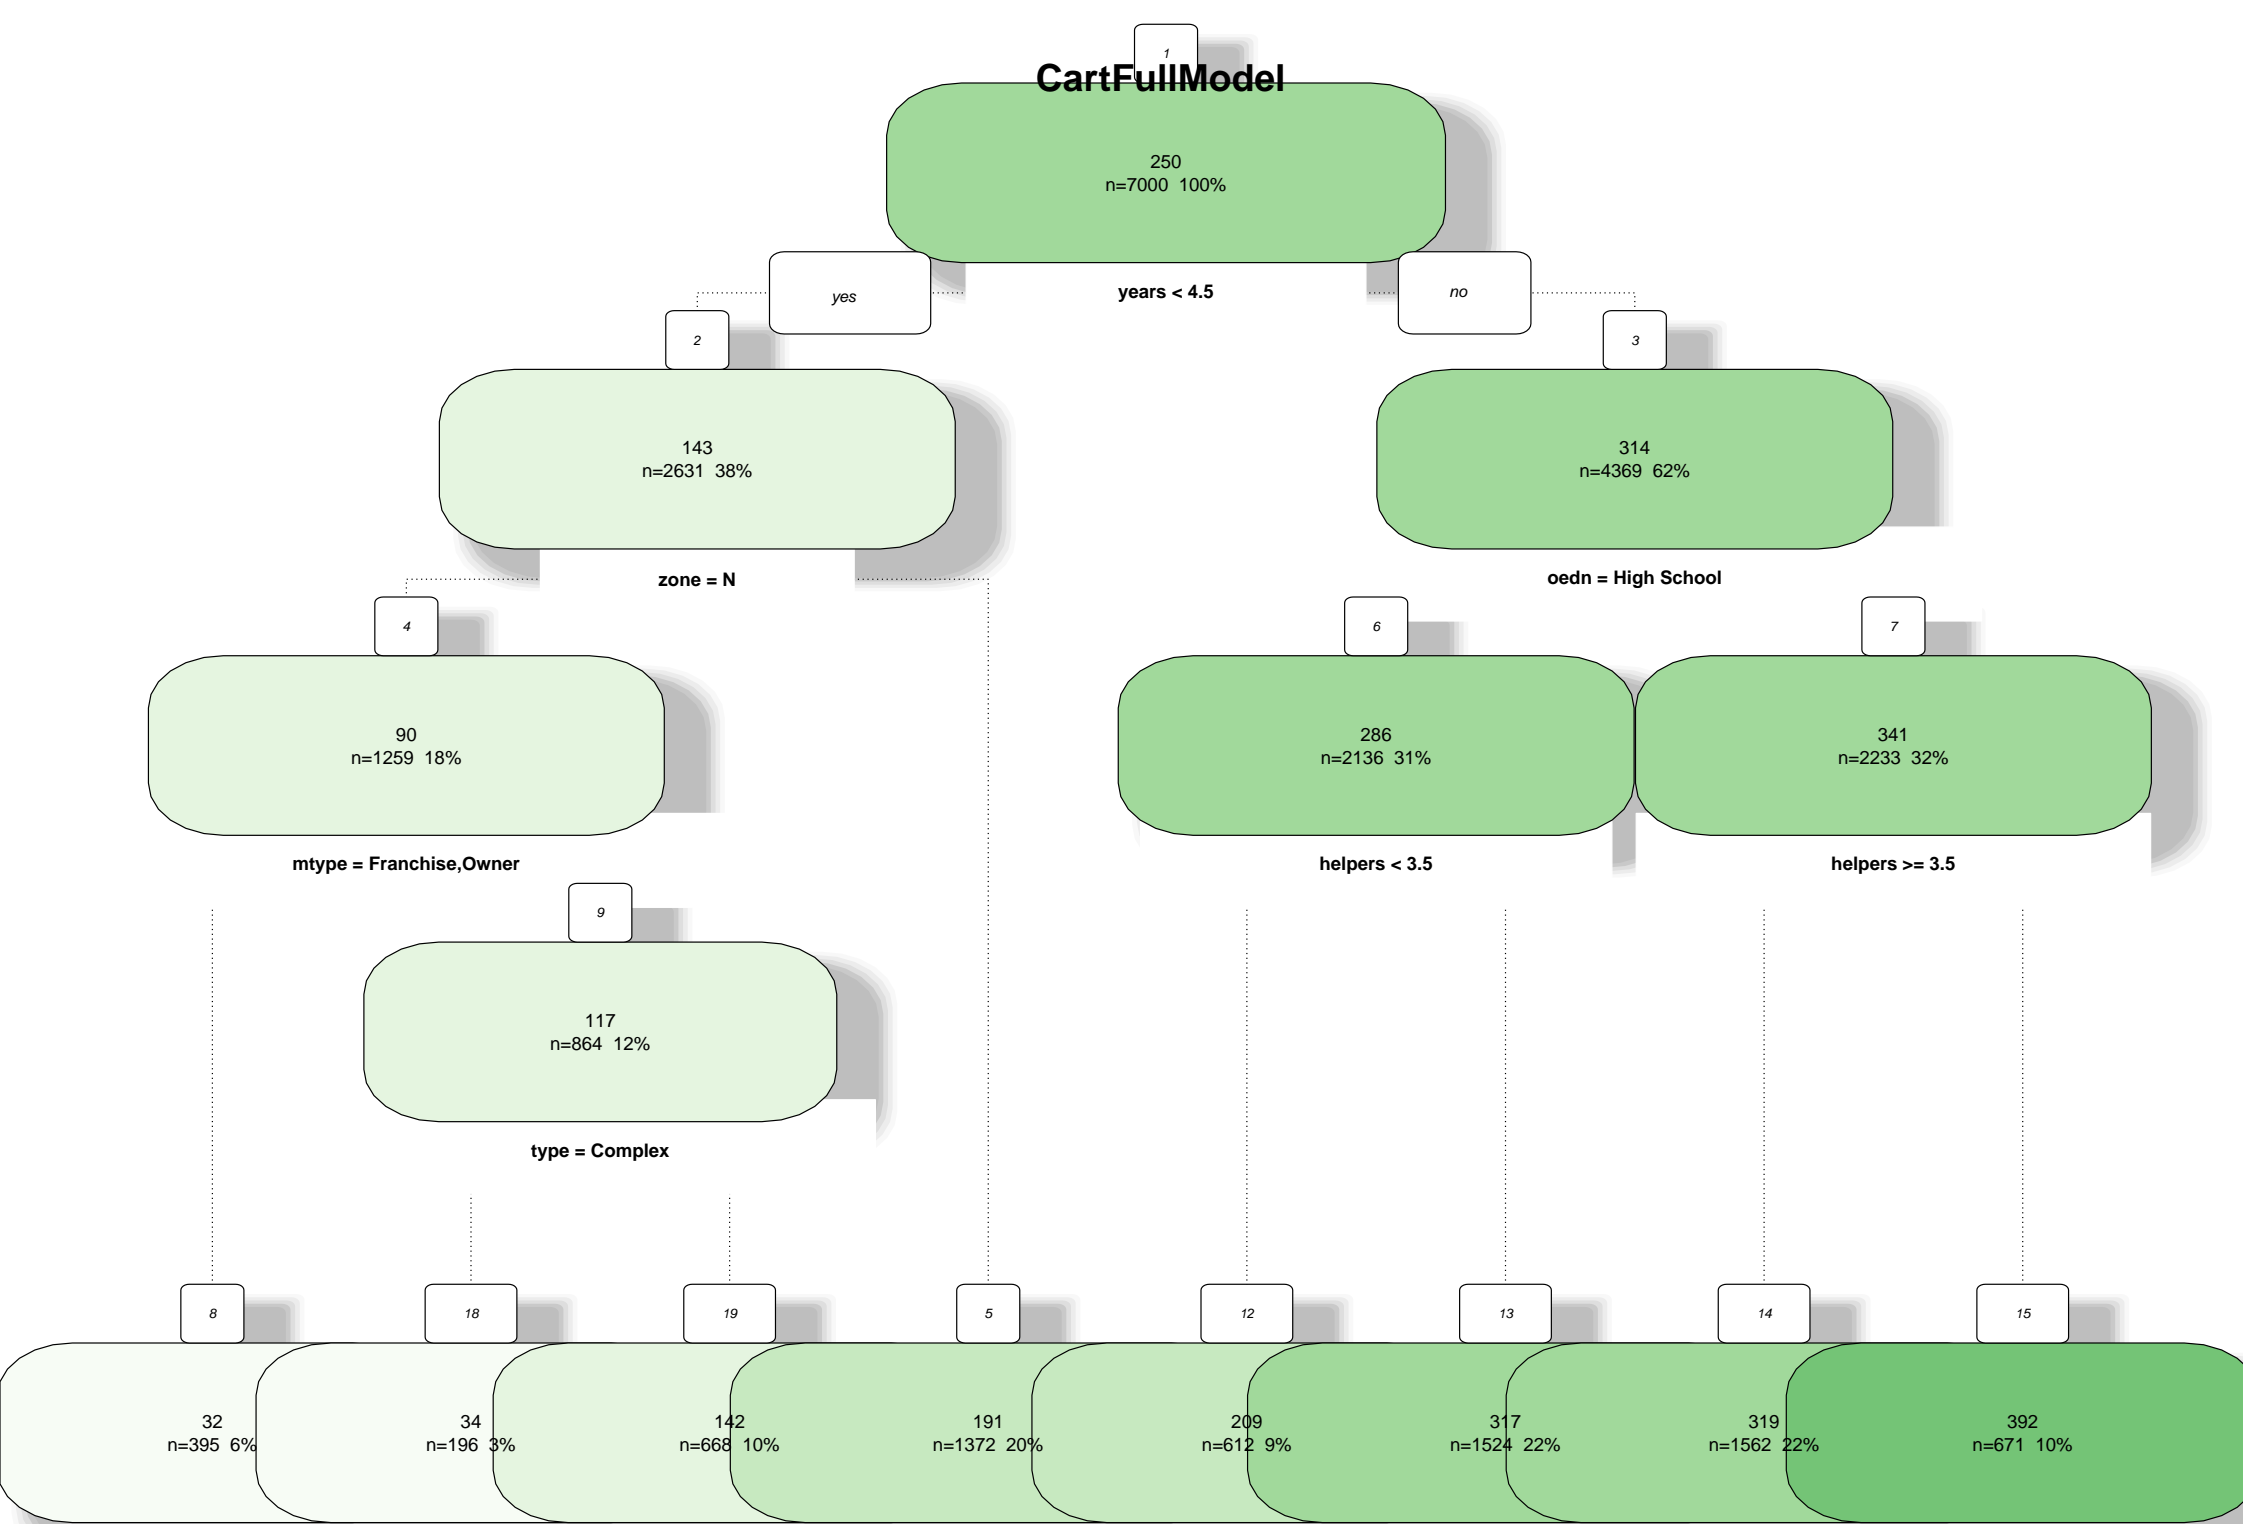 1
CartFullModel
250
n=7000 100%
yes
years < 4.5
no
2
3
143
n=2631 38%
314
n=4369 62%
zone = N
oedn = High School
4
6
7
90
n=1259 18%
286
n=2136 31%
341
n=2233 32%
mtype = Franchise,Owner
helpers < 3.5
helpers >= 3.5
9
117
n=864 12%
type = Complex
8
18
19
5
12
13
14
15
32
n=395 6%
34
n=196 3%
142
n=668 10%
191
n=1372 20%
209
n=612 9%
317
n=1524 22%
319
n=1562 22%
392
n=671 10%